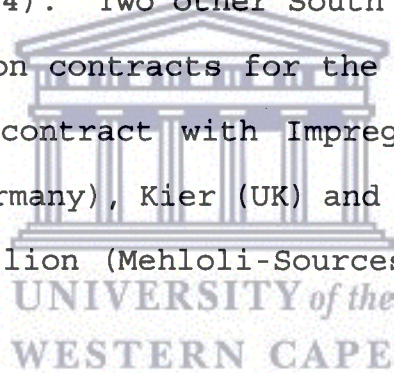 4). Two other South
on contracts for the
contract with Impreg
rmany), Kier (UK) and
lion (Mehloli-Sources
UNIVERSITY of the
WESTERN CAPE